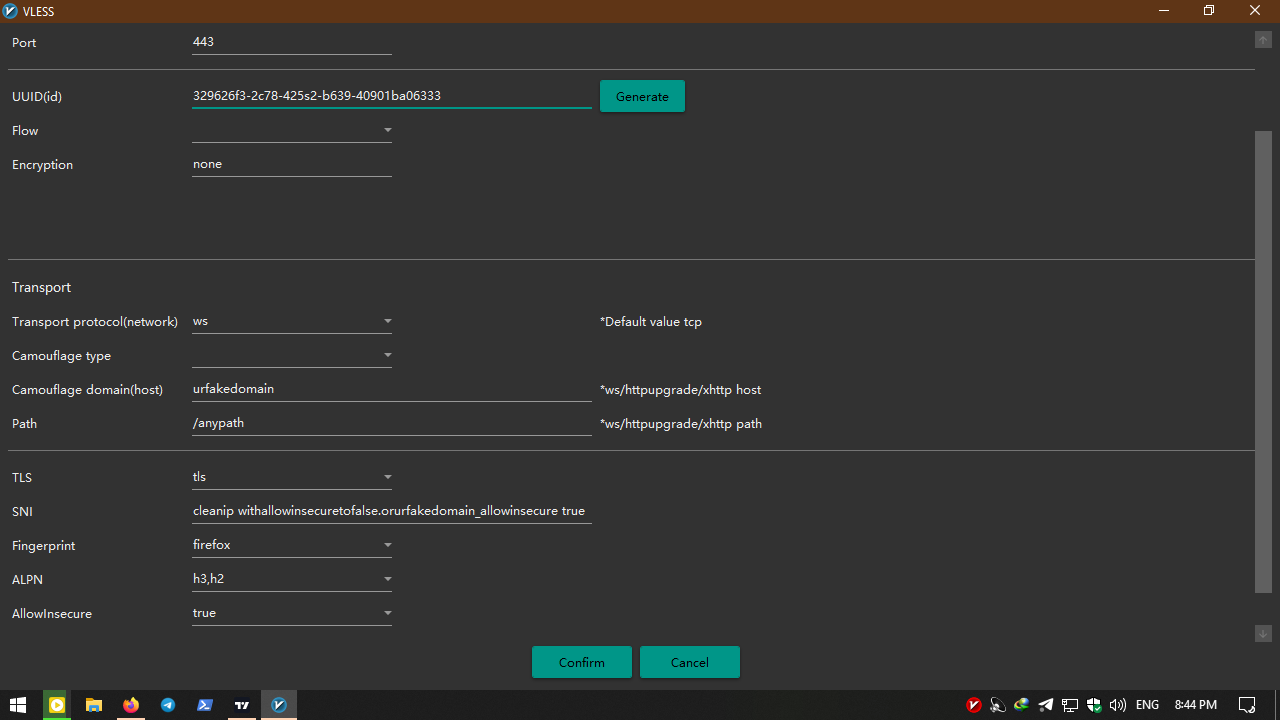 VLESS
Port 443
UUID(id) 329626f3-2c78-425s2-b639-40901ba06333 Generate
Flow
Encryption none
Transport
Transport protocol(network) ws *Default value tcp
Camouflage type
Camouflage domain(host) urfakedomain *ws/httpupgrade/xhttp host
Path /anypath *ws/httpupgrade/xhttp path
TLS tls
SNI cleanip withallowinsecuretofalse.orurfakedomain_allowinsecure true
Fingerprint firefox
ALPN h3,h2
AllowInsecure true
Confirm Cancel
ENG 8:44 PM